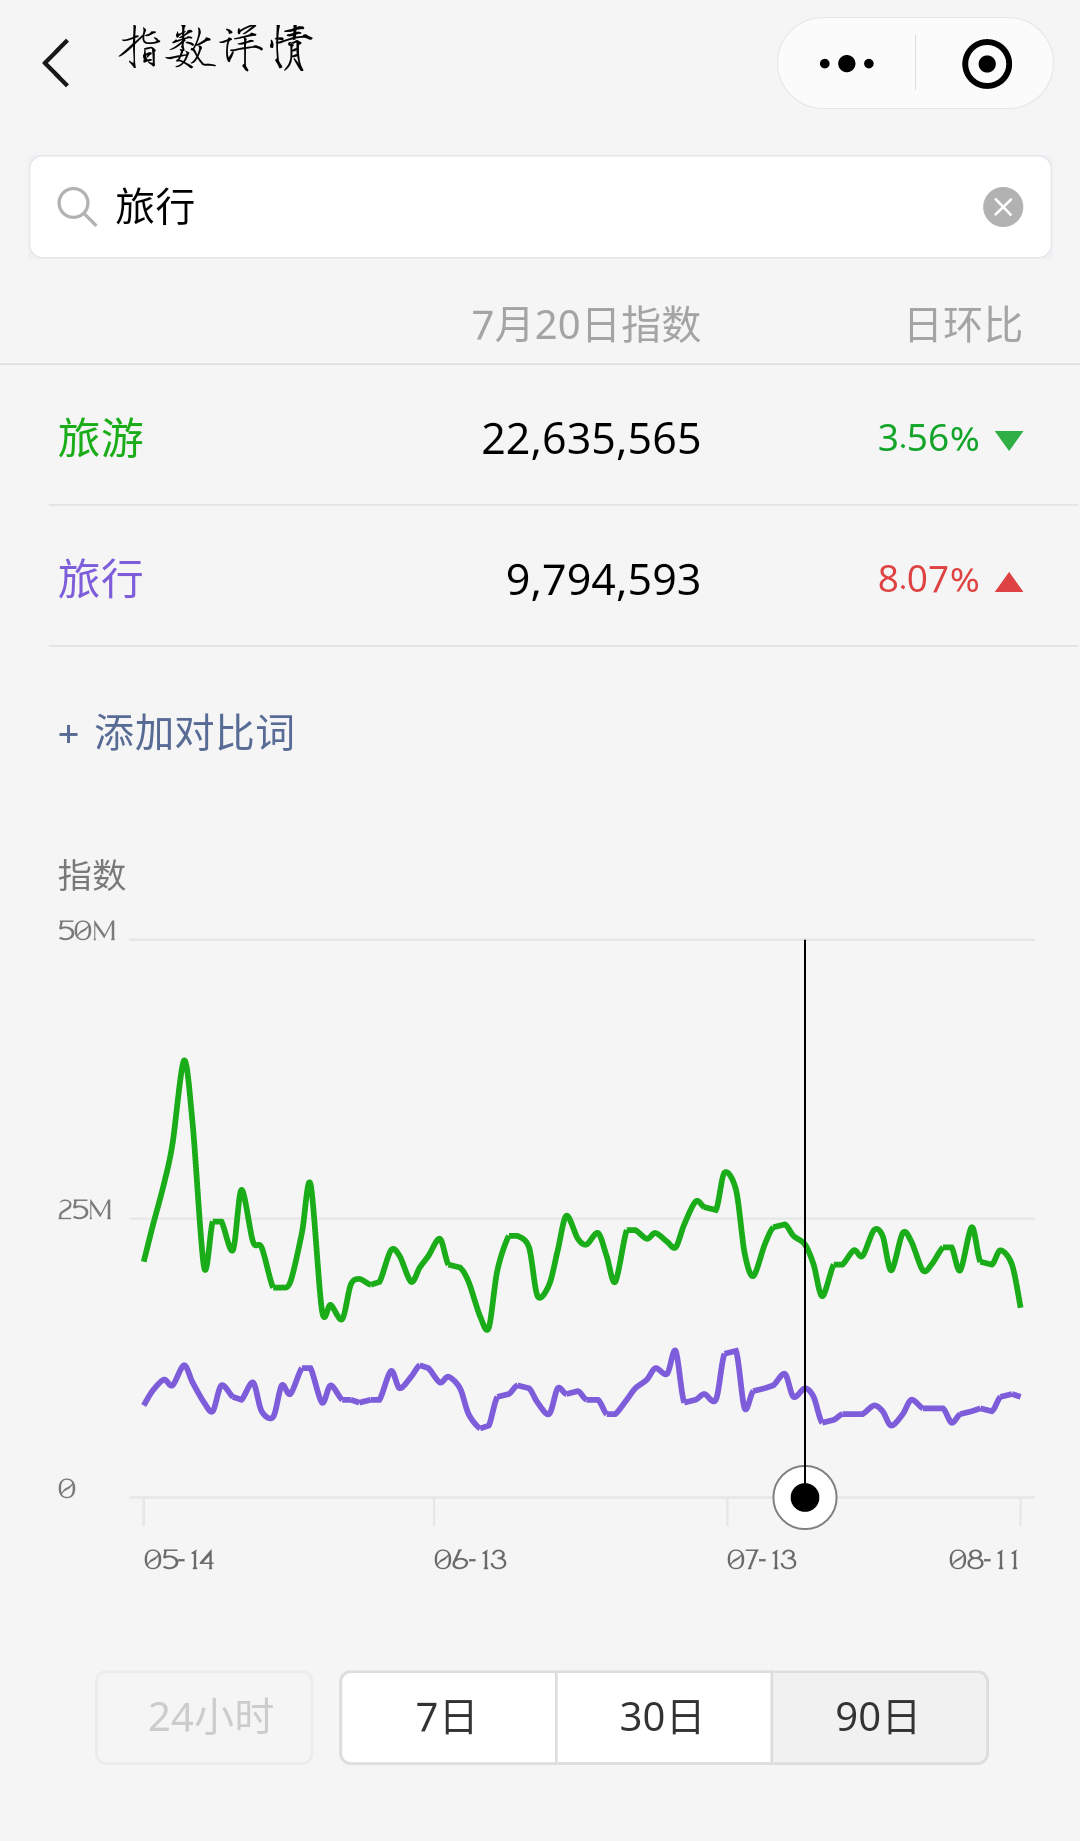 指数详情
旅行
7月20日指数 日环比
旅游 22,635,565 3.56%
旅行 9,794,593 8.07%
+ 添加对比词
指数
50M
25M
0
05-14 06-13 07-13 08-11
24小时 7日 30日 90日